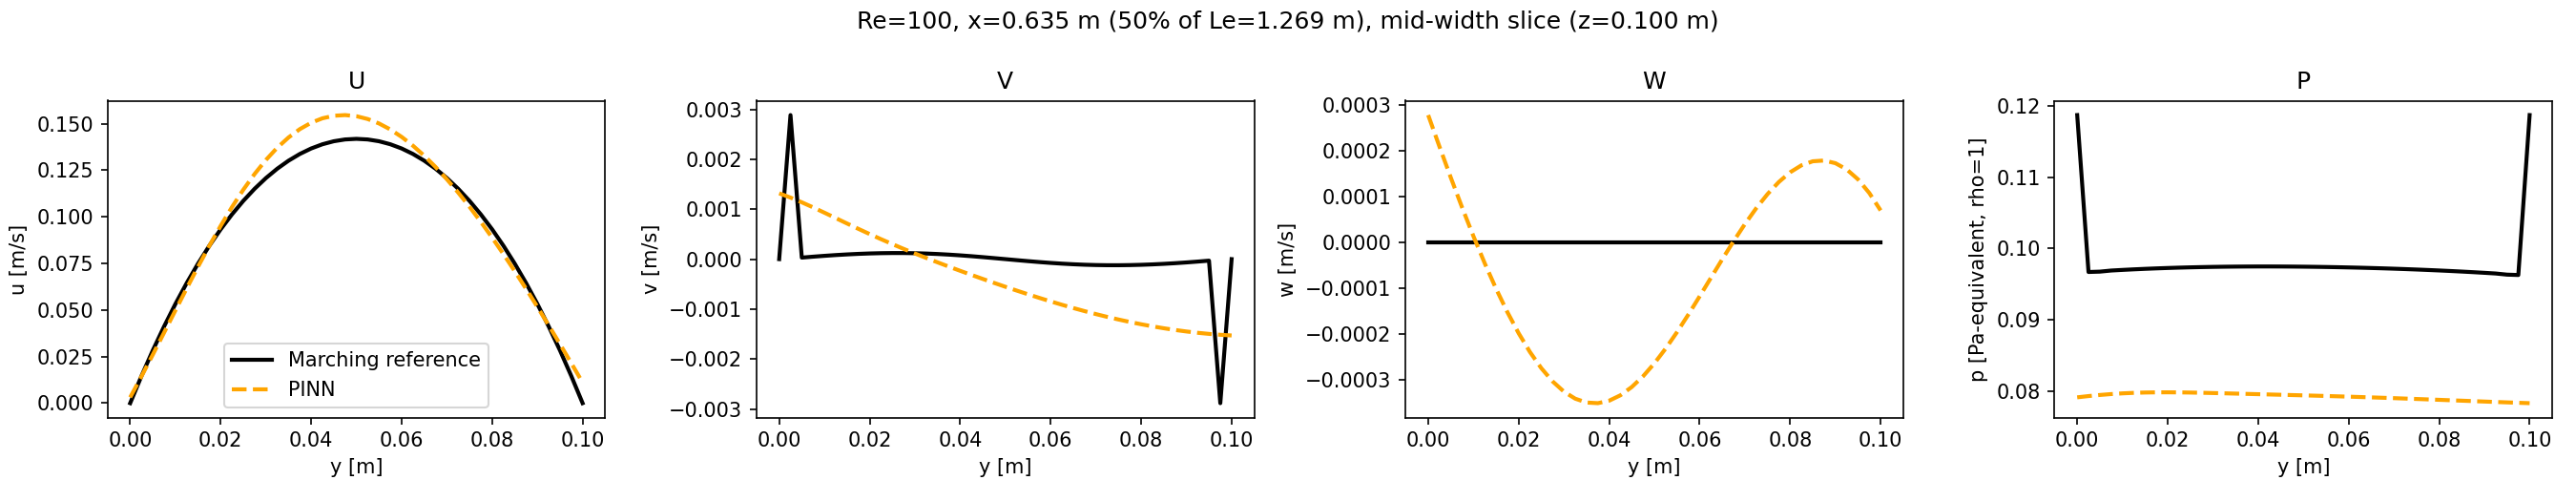 Re=100, x=0.635 m (50% of Le=1.269 m), mid-width slice (z=0.100 m)
U
0.150
0.125
0.100
0.075
0.050
0.025
0.000
u [m/s]
Marching reference
PINN
0.00 0.02 0.04 0.06 0.08 0.10
y [m]
V
0.003
0.002
0.001
0.000
−0.001
−0.002
−0.003
v [m/s]
0.00 0.02 0.04 0.06 0.08 0.10
y [m]
W
0.0003
0.0002
0.0001
0.0000
−0.0001
−0.0002
−0.0003
w [m/s]
0.00 0.02 0.04 0.06 0.08 0.10
y [m]
P
0.12
0.11
0.10
0.09
0.08
p [Pa-equivalent, rho=1]
0.00 0.02 0.04 0.06 0.08 0.10
y [m]